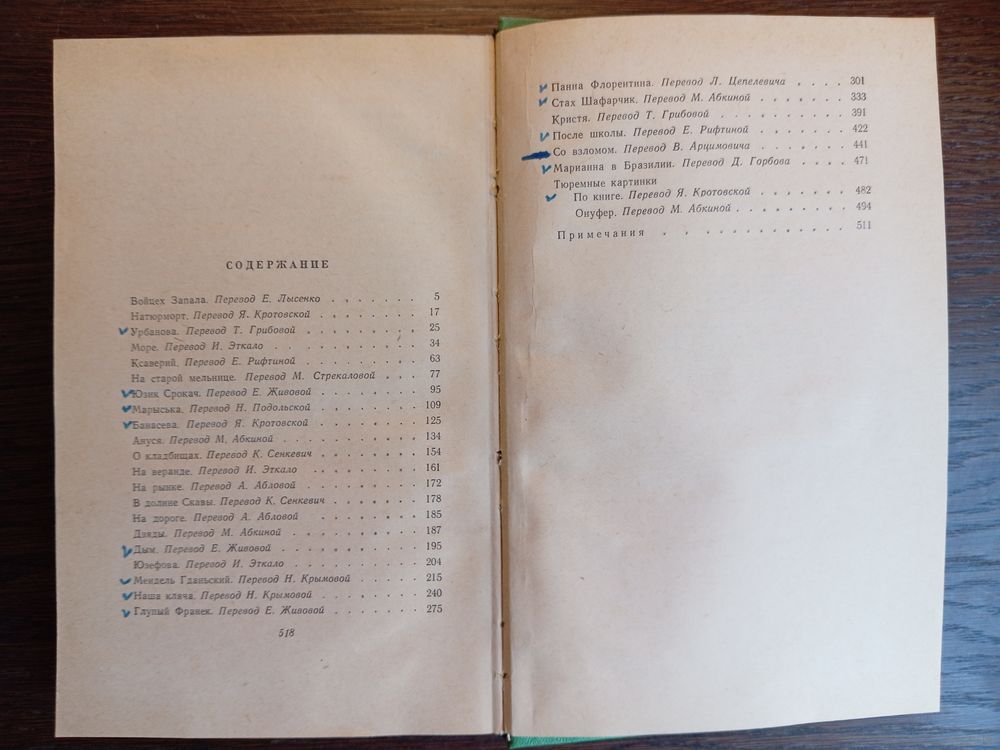 СОДЕРЖАНИЕ
Войцех Запала. Перевод Е. Лысенко . . . . . . . 5
Натюрморт. Перевод Я. Кротовской . . . . . . . . 17
Урбанова. Перевод Т. Грибовой . . . . . . . . . 25
Море. Перевод И. Эткало . . . . . . . . . . 34
Ксаверий. Перевод Е. Рифтиной . . . . . . . . . 63
На старой мельнице. Перевод М. Стрекаловой . . . 77
Юзик Срокач. Перевод Е. Живовой . . . . . . . . 95
Марыська. Перевод Н. Подольской . . . . . . . . 109
Банасева. Перевод Я. Кротовской . . . . . . . . 125
Ануся. Перевод М. Абкиной . . . . . . . . . . 134
О кладбищах. Перевод К. Сенкевич . . . . . . . . 154
На веранде. Перевод И. Эткало . . . . . . . . 161
На рынке. Перевод А. Абловой . . . . . . . . . 172
В долине Скавы. Перевод К. Сенкевич . . . . . . . 178
На дороге. Перевод А. Абловой . . . . . . . . 185
Дзяды. Перевод М. Абкиной . . . . . . . . . . 187
Дым. Перевод Е. Живовой . . . . . . . . . . 195
Юзефова. Перевод И. Эткало . . . . . . . . . 204
Мендель Гданьский. Перевод Н. Крымовой . . . . . 215
Наша кляча. Перевод Н. Крымовой . . . . . . . . 240
Глупый Франек. Перевод Е. Живовой . . . . . . . 275
518
Панна Флорентина. Перевод Л. Цепелевича . . . . 301
Стах Шафарчик. Перевод М. Абкиной . . . . . . . 333
Кристя. Перевод Т. Грибовой . . . . . . . . . . 391
После школы. Перевод Е. Рифтиной . . . . . . . 422
Со взломом. Перевод В. Арцимовича . . . . . . . 441
Марианна в Бразилии. Перевод Д. Горбова . . . . 471
Тюремные картинки
По книге. Перевод Я. Кротовской . . . . . . . 482
Онуфер. Перевод М. Абкиной . . . . . . . . . 494
Примечания . . . . . . . . . . . . 511